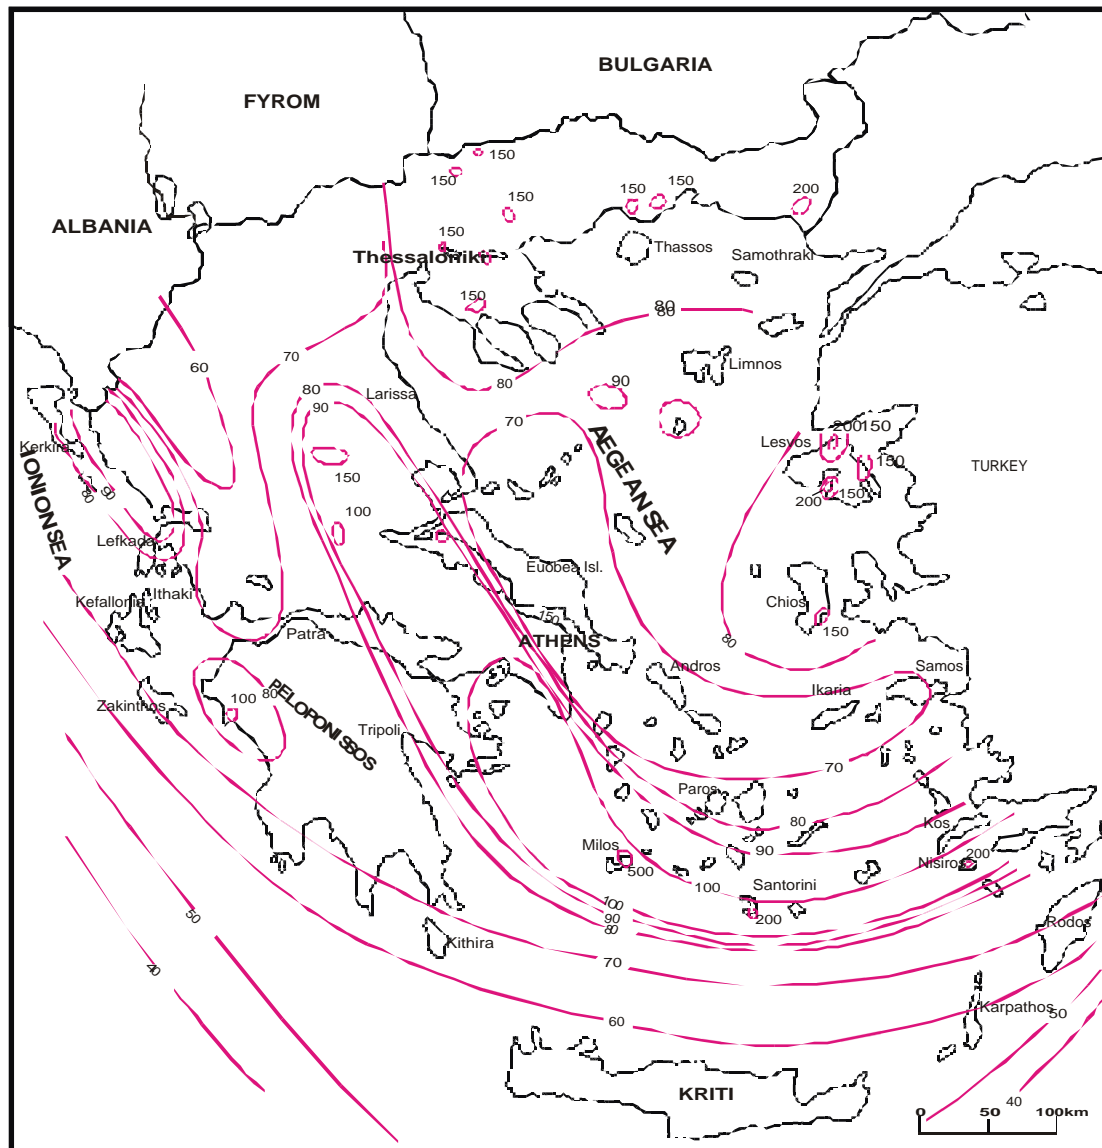 BULGARIA
FYROM
150
150
150 150
200
150
ALBANIA
150
Thassos
Thessaloniki
Samothraki
150
80
80
70
60
Limnos
80
80
90
Larissa
90
70
200150
Kerkira
Lesvos
AEGEAN SEA
150
TURKEY
IONION SEA
90
80
150
200
150
100
Lefkada
Euobea Isl.
Ithaki
Kefallonia
Chios
150
150
Patra
ATHENS
80
Andros
Samos
80
Ikaria
100
Zakinthos
PELOPONISSOS
Tripoli
70
Paros
80
Kos
Milos
90
200
Nisiros
500
100
Santorini
100
50
90
200
Rodos
80
Kithira
40
70
Karpathos
50
60
KRITI
40
0 50 100km